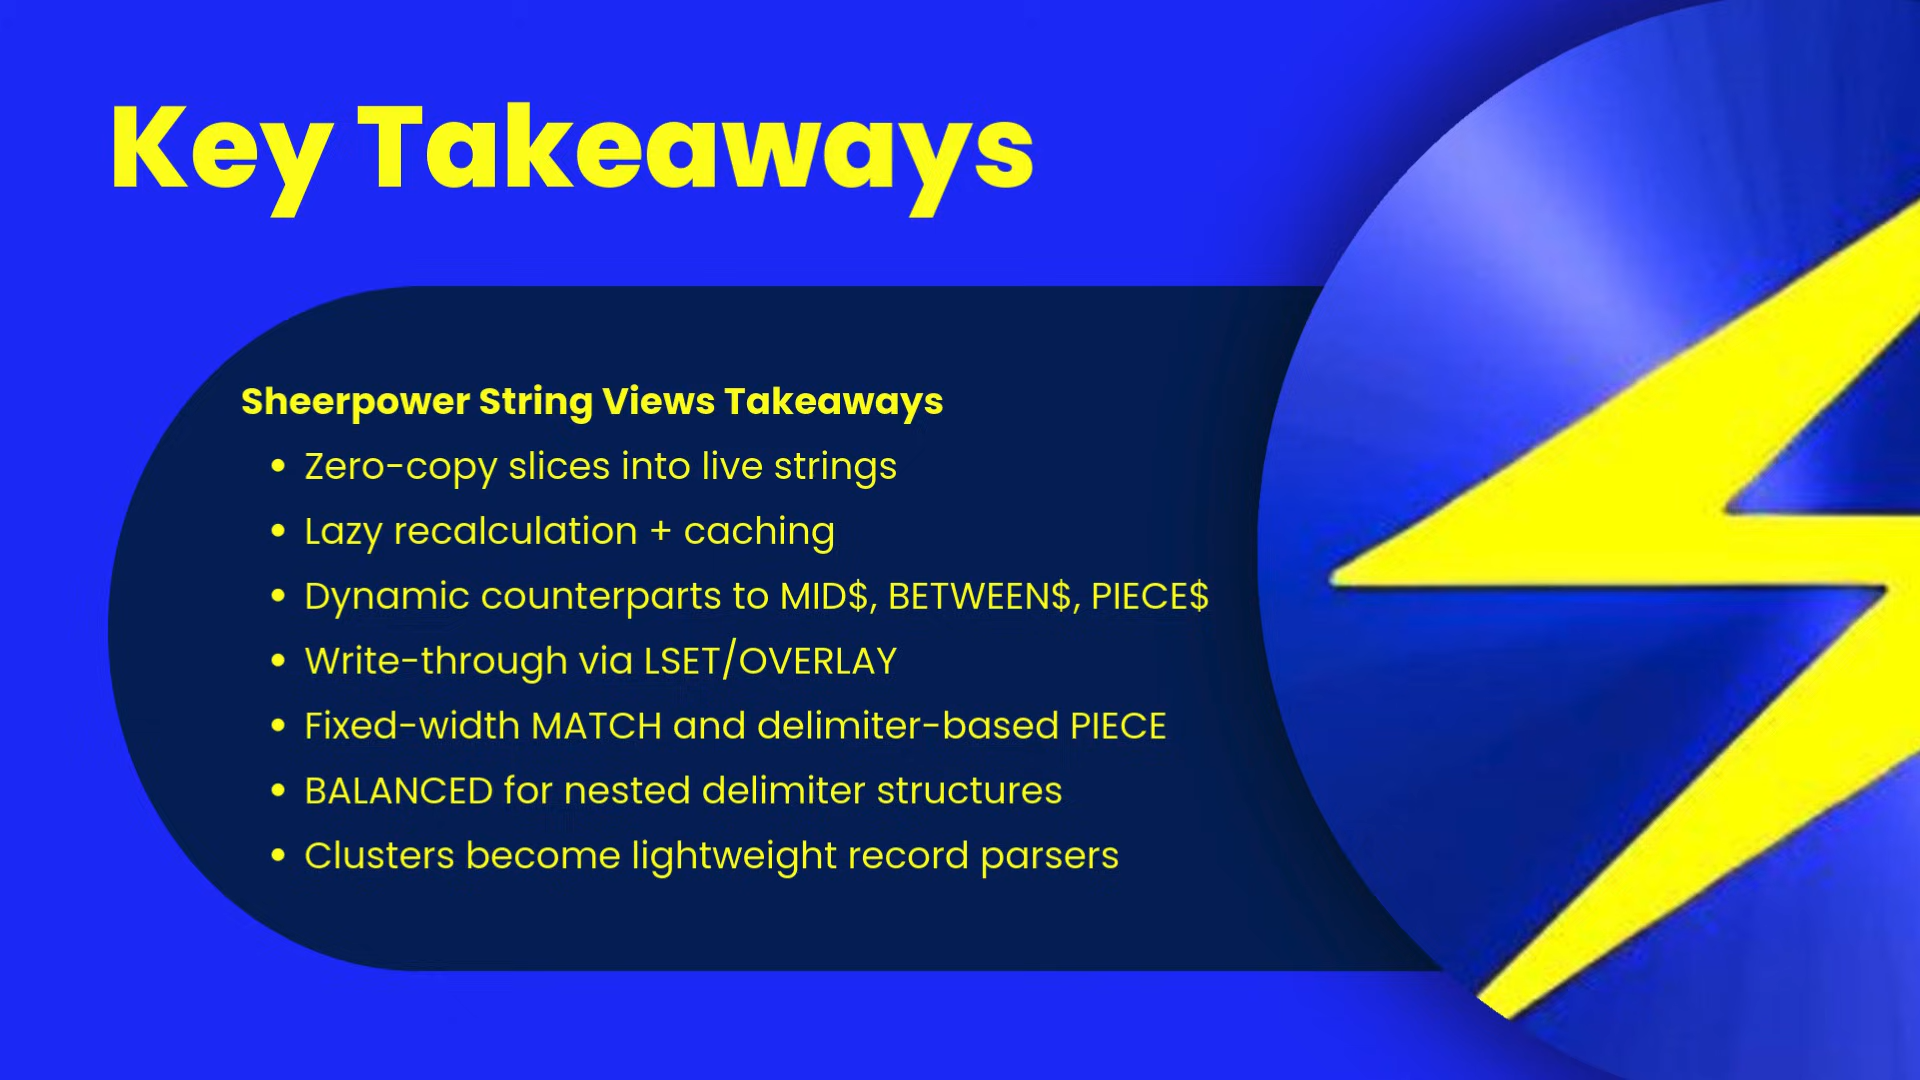 Key Takeaways
Sheerpower String Views Takeaways
• Zero-copy slices into live strings
• Lazy recalculation + caching
• Dynamic counterparts to MID$, BETWEEN$, PIECE$
• Write-through via LSET/OVERLAY
• Fixed-width MATCH and delimiter-based PIECE
• BALANCED for nested delimiter structures
• Clusters become lightweight record parsers